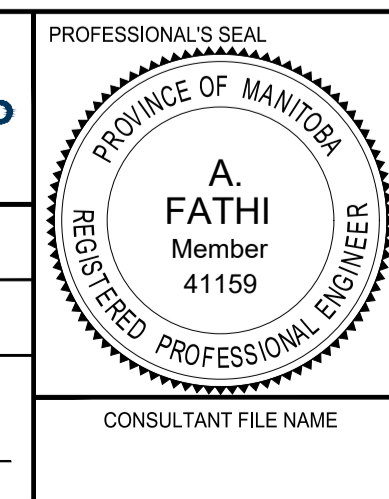 PROFESSIONAL'S SEAL
PROVINCE OF MANITOBA
A.
FATHI
Member
41159
REGISTERED PROFESSIONAL ENGINEER
CONSULTANT FILE NAME